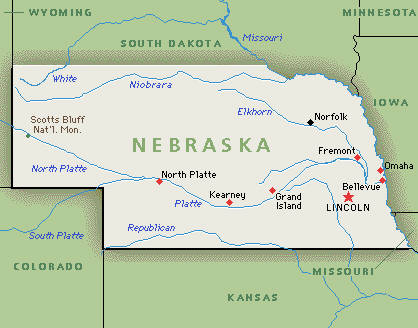 WYOMING
MINNESOTA
Missouri
SOUTH DAKOTA
White
Niobrara
IOWA
Elkhorn
Norfolk
Scotts Bluff
Nat'l. Mon.
NEBRASKA
Fremont
Omaha
North Platte
North Platte
Bellevue
Kearney
Grand
Island
Platte
LINCOLN
Republican
South Platte
COLORADO
MISSOURI
KANSAS